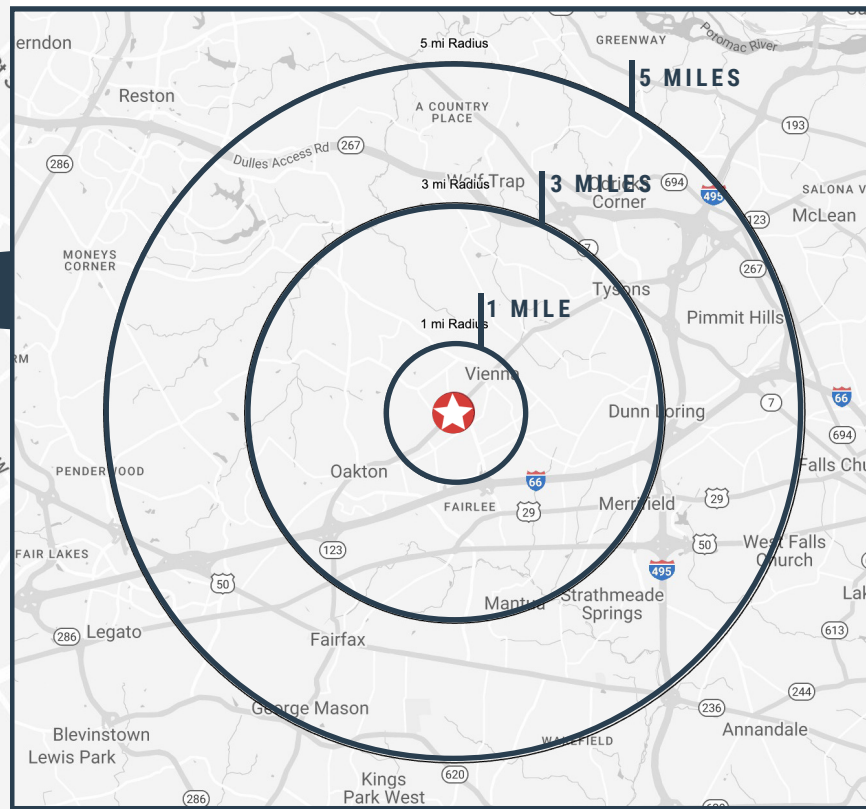 erndon
5 mi Radius
GREENWAY
Potomac River
5 MILES
Reston
A COUNTRY
PLACE
193
286
Dulles Access Rd
267
3 mi Radius
Wolf Trap
3 MILES
694
495
Corner
SALONA V
123
McLean
7
MONEYS
CORNER
267
Tysons
1 MILE
1 mi Radius
Pimmit Hills
RM
Vienna
66
7
Dunn Loring
694
PENDERWOOD
Oakton
66
Falls Chu
FAIRLEE
29
Merrifield
29
123
50
West Falls
Church
FAIR LAKES
50
495
Mantua
Strathmeade
Springs
Lak
286
Legato
Fairfax
613
244
George Mason
236
Blevinstown
Annandale
Lewis Park
WAKEFIELD
620
Kings
Park West
286